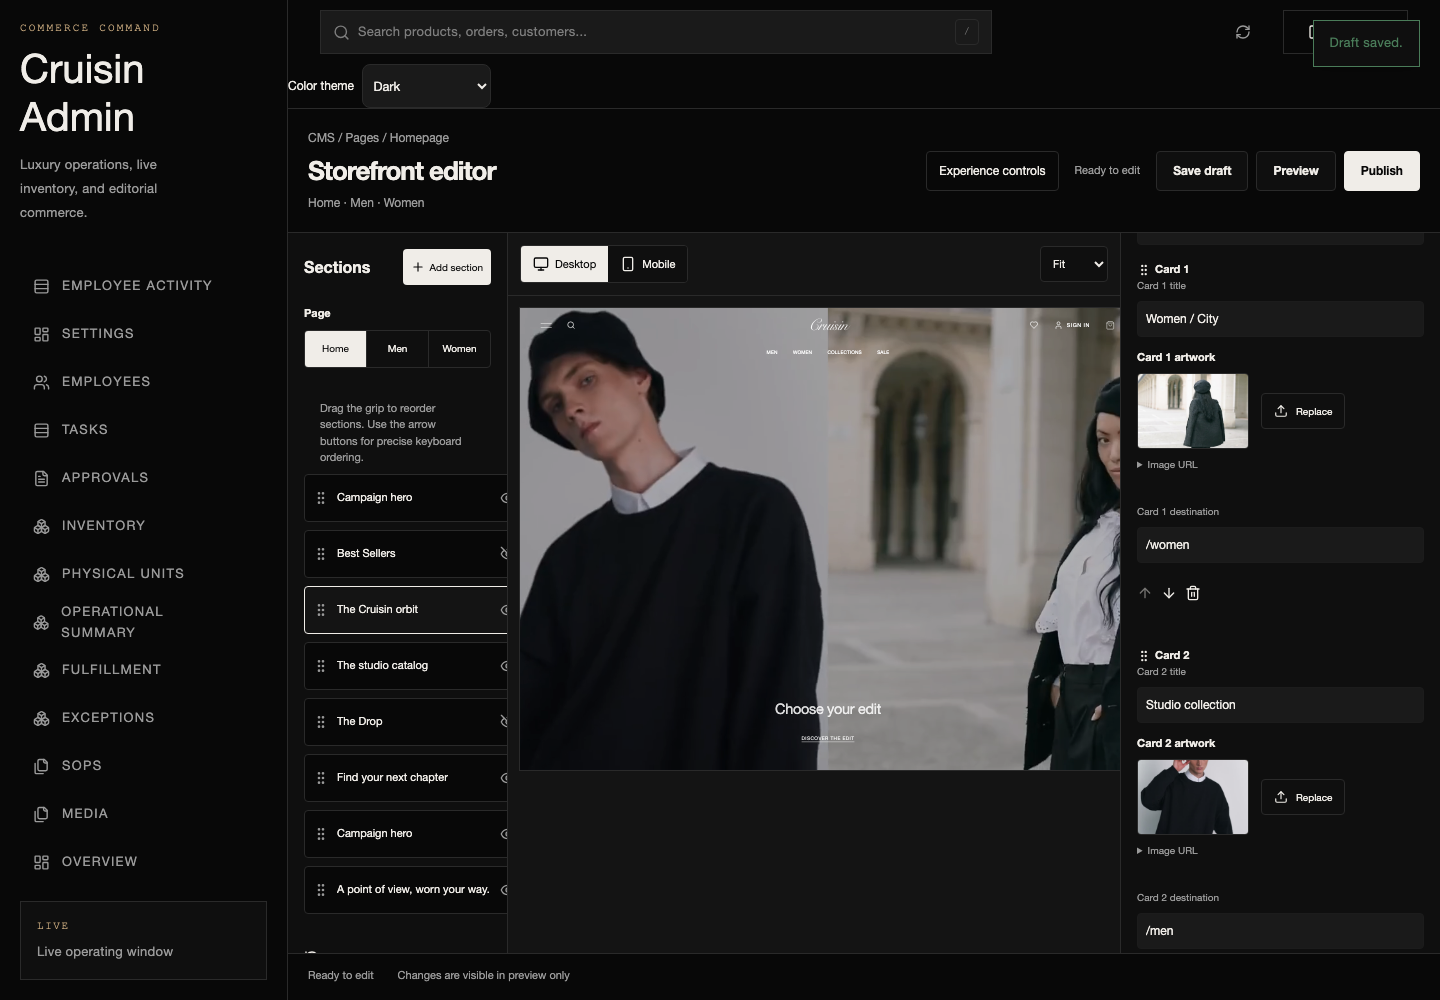 COMMERCE COMMAND
Cruisin
Admin
Luxury operations, live
inventory, and editorial
commerce.
EMPLOYEE ACTIVITY
SETTINGS
EMPLOYEES
TASKS
APPROVALS
INVENTORY
PHYSICAL UNITS
OPERATIONAL
SUMMARY
FULFILLMENT
EXCEPTIONS
SOPS
MEDIA
OVERVIEW
LIVE
Live operating window
Search products, orders, customers...
/
Draft saved.
Color theme
Dark
CMS / Pages / Homepage
Storefront editor
Home · Men · Women
Experience controls
Ready to edit
Save draft
Preview
Publish
Sections
Add section
Page
Home
Men
Women
Drag the grip to reorder
sections. Use the arrow
buttons for precise keyboard
ordering.
Campaign hero
Best Sellers
The Cruisin orbit
The studio catalog
The Drop
Find your next chapter
Campaign hero
A point of view, worn your way.
Desktop
Mobile
Fit
Cruisin
SIGN IN
MEN
WOMEN
COLLECTIONS
SALE
Choose your edit
DISCOVER THE EDIT
Card 1
Card 1 title
Women / City
Card 1 artwork
Replace
Image URL
Card 1 destination
/women
Card 2
Card 2 title
Studio collection
Card 2 artwork
Replace
Image URL
Card 2 destination
/men
Ready to edit
Changes are visible in preview only